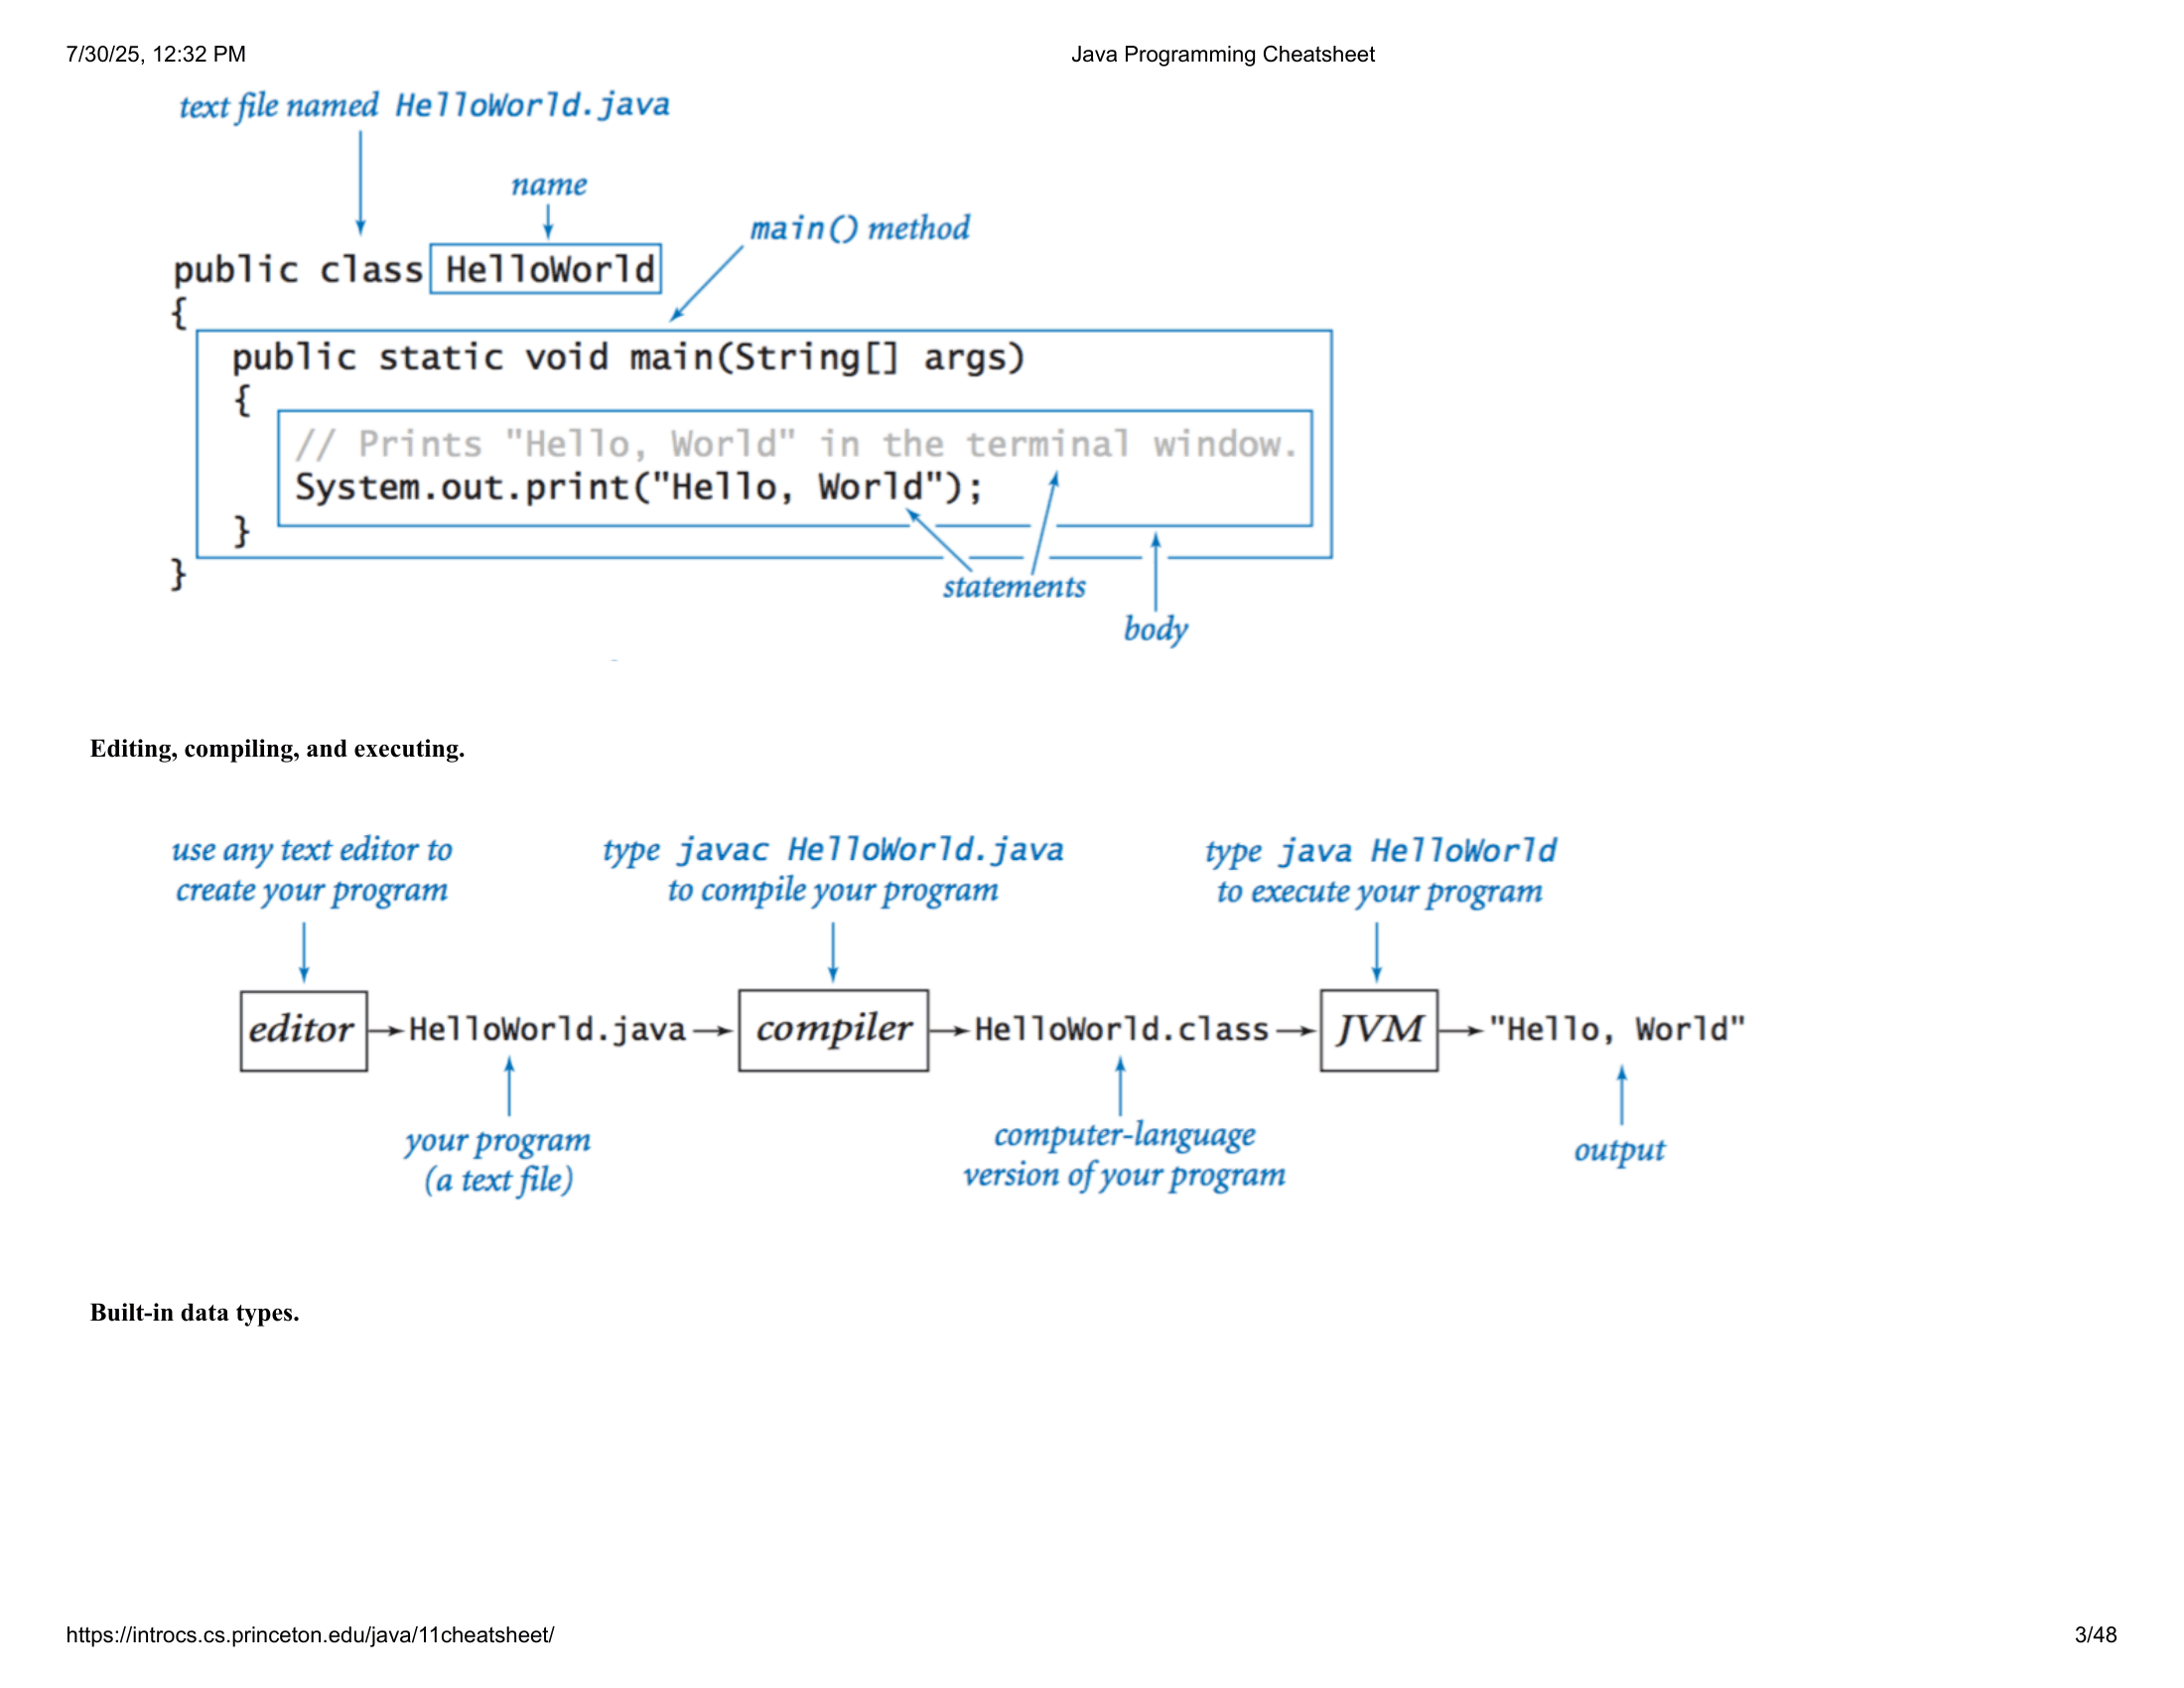 7/30/25, 12:32 PM
Java Programming Cheatsheet
text file named HelloWorld.java
name
main() method
public class HelloWorld
{
public static void main(String[] args)
{
// Prints "Hello, World" in the terminal window.
System.out.print("Hello, World");
}
}
statements
body
Editing, compiling, and executing.
use any text editor to
create your program
type javac HelloWorld.java
to compile your program
type java HelloWorld
to execute your program
editor
HelloWorld.java
compiler
HelloWorld.class
JVM
"Hello, World"
your program
(a text file)
computer-language
version of your program
output
Built-in data types.
https://introcs.cs.princeton.edu/java/11cheatsheet/
3/48